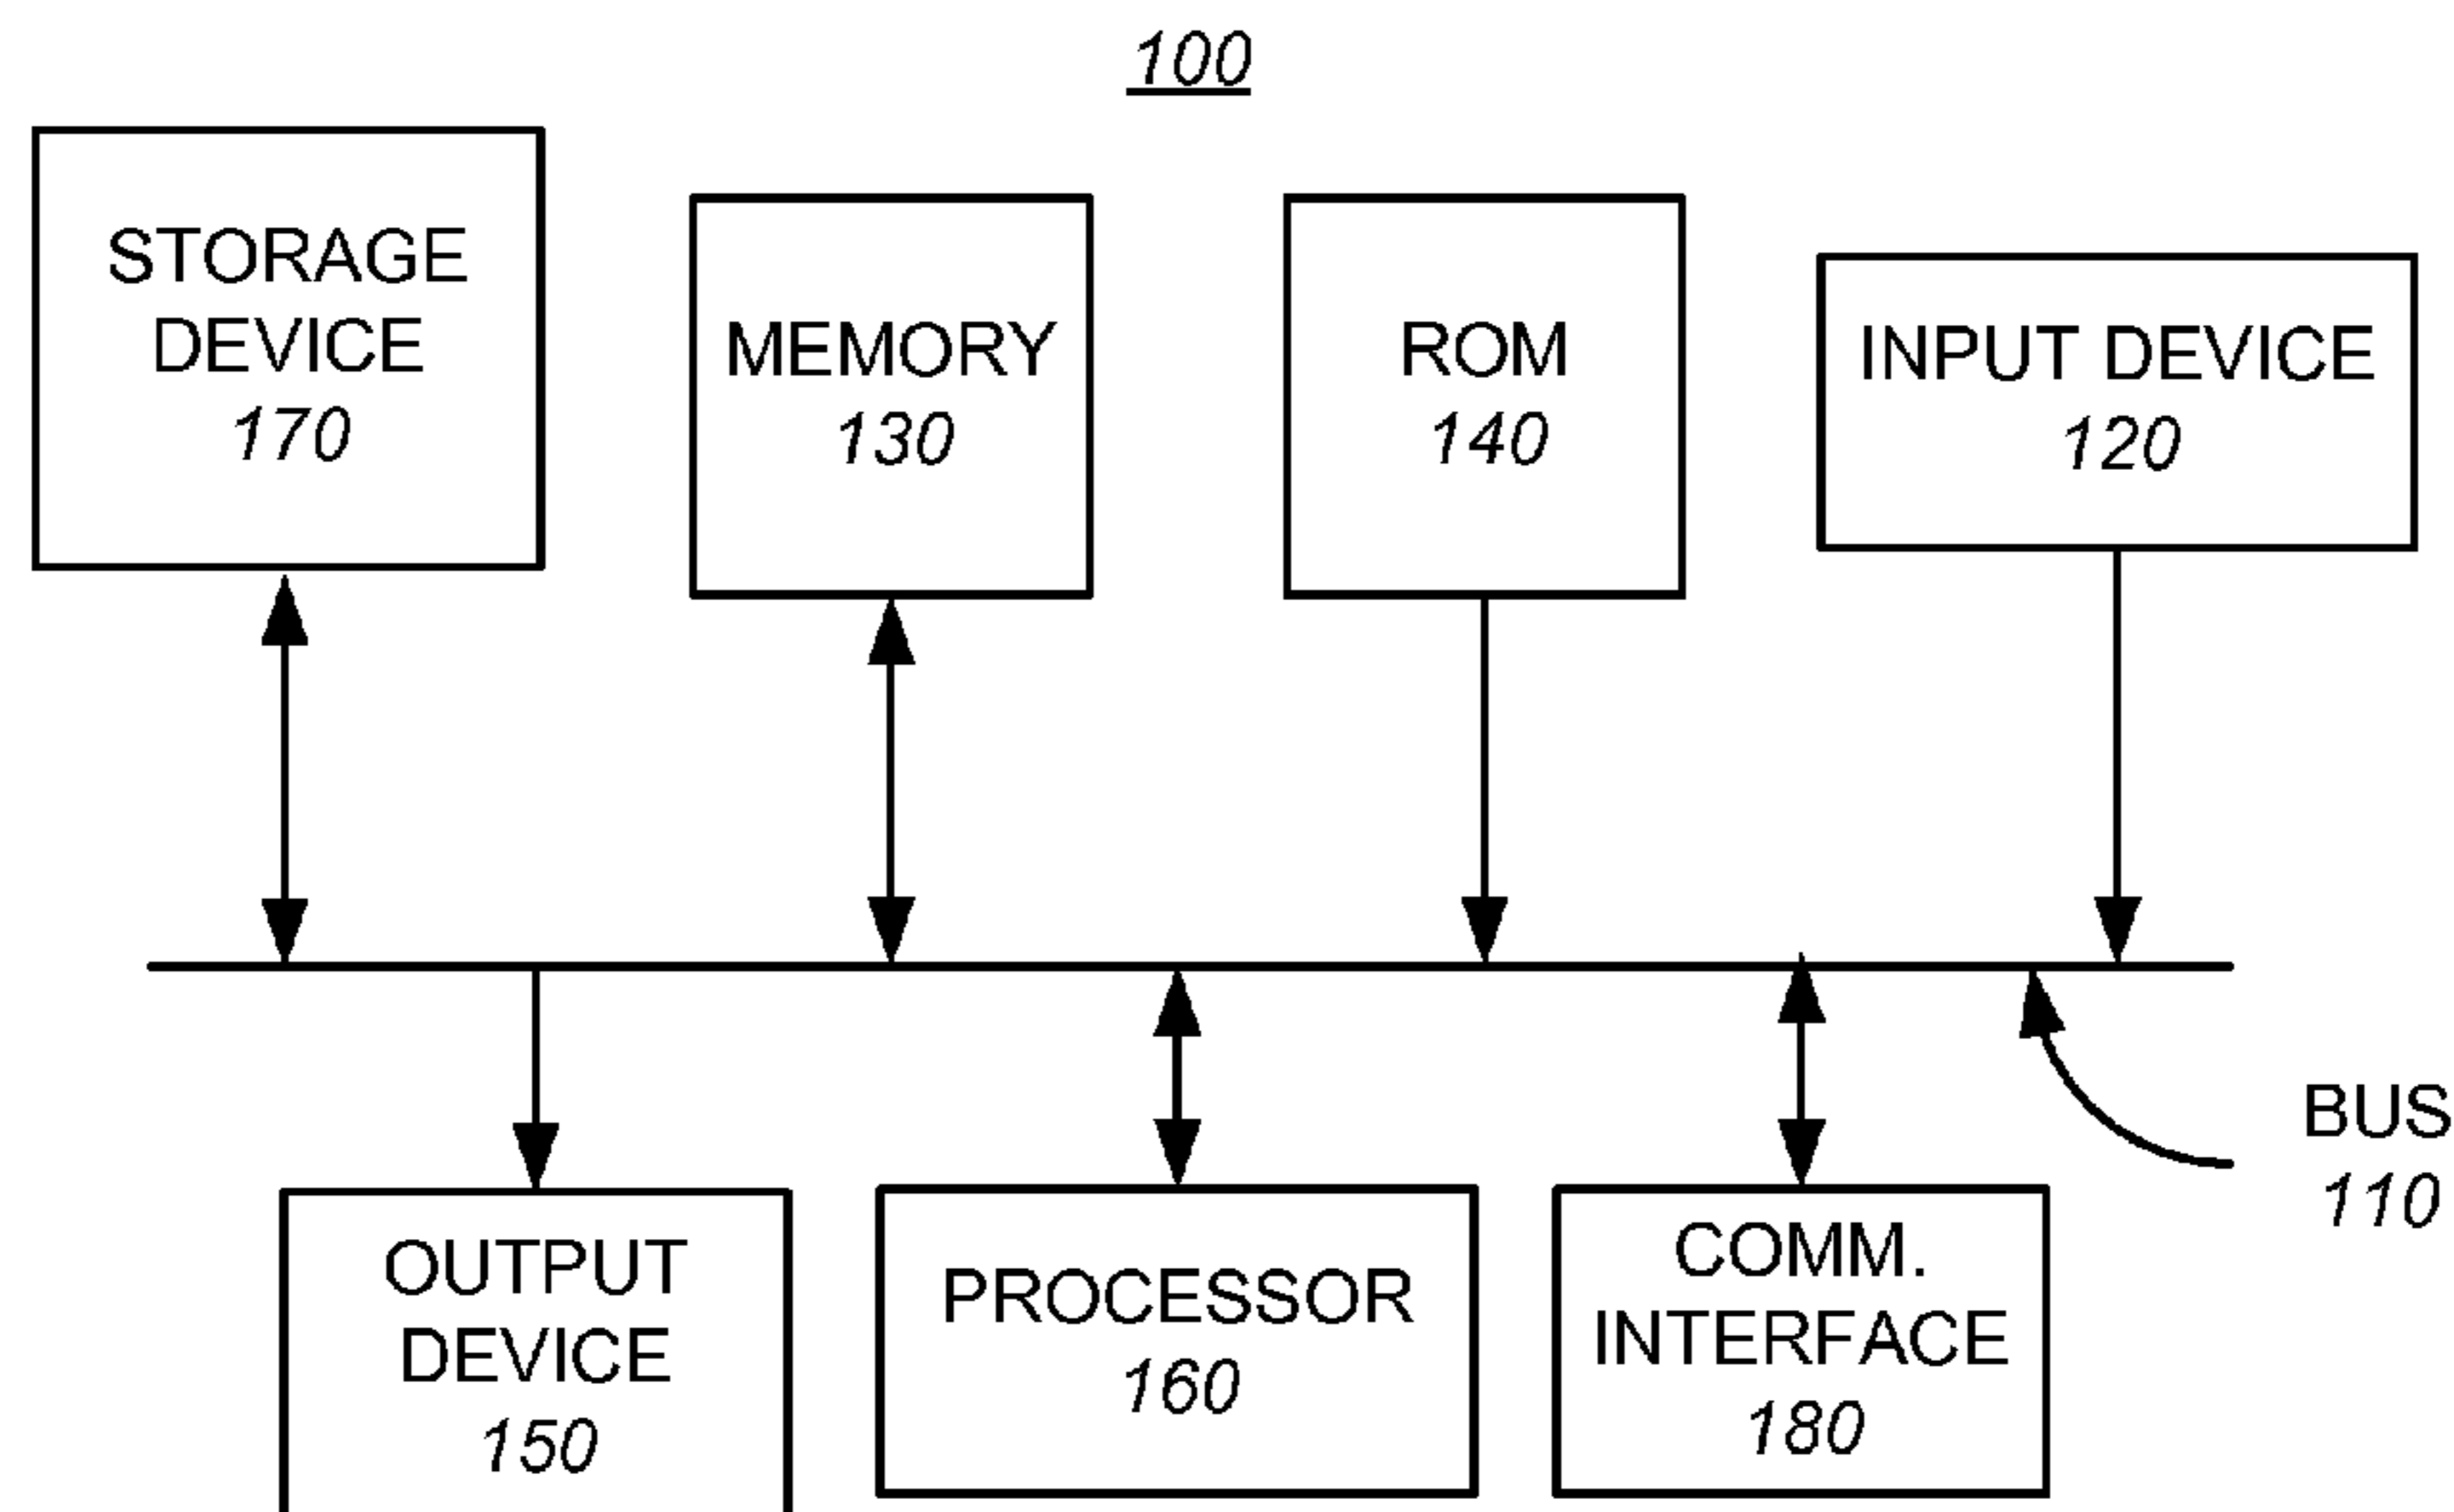 100
STORAGE
DEVICE
170
MEMORY
130
ROM
140
INPUT DEVICE
120
BUS
110
OUTPUT
DEVICE
150
PROCESSOR
160
COMM.
INTERFACE
180